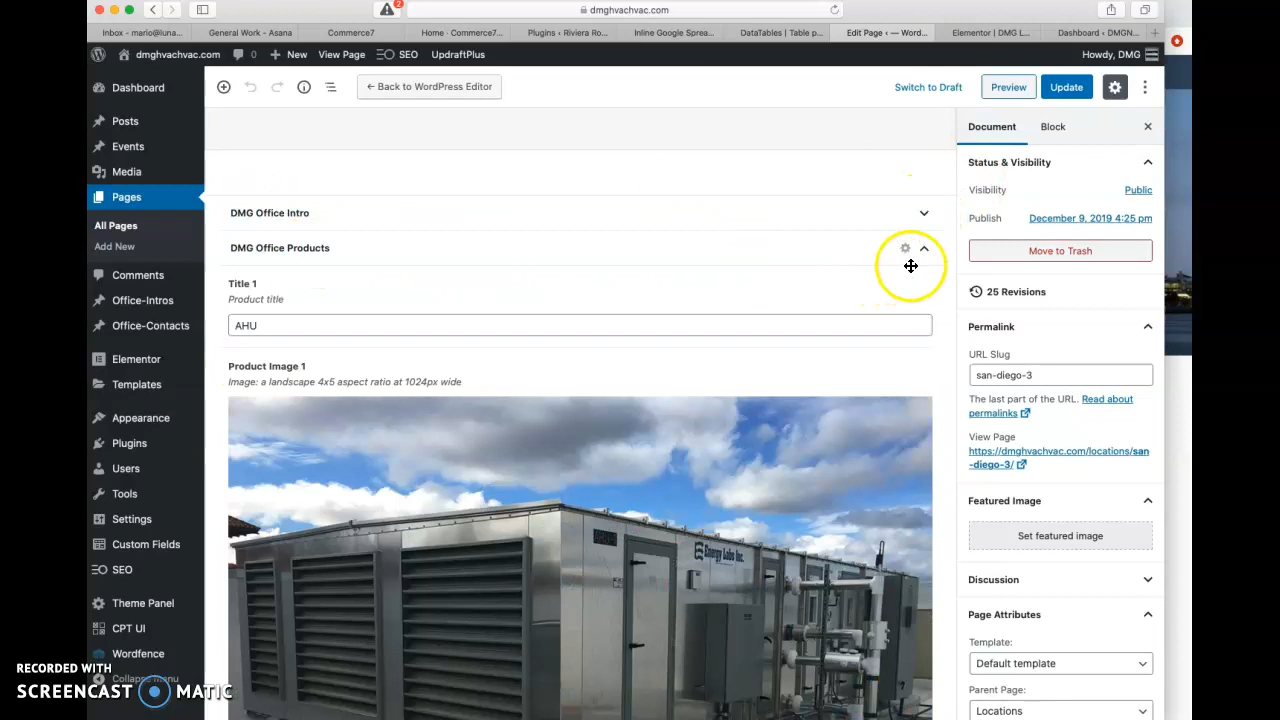 dmghvachvac.com
2
Inbox - mario@luna...
General Work - Asana
Commerce7
Home · Commerce7...
Plugins ‹ Riviera Ro...
Inline Google Sprea...
DataTables | Table p...
Edit Page ‹ — Word...
Elementor | DMG L...
Dashboard ‹ DMGN...
dmghvachvac.com
0
New
View Page
SEO
UpdraftPlus
Howdy, DMG
Dashboard
Posts
Events
Media
Pages
All Pages
Add New
Comments
Office-Intros
Office-Contacts
Elementor
Templates
Appearance
Plugins
Users
Tools
Settings
Custom Fields
SEO
Theme Panel
CPT UI
Wordfence
Collapse menu
← Back to WordPress Editor
Switch to Draft
Preview
Update
DMG Office Intro
DMG Office Products
Title 1
Product title
AHU
Product Image 1
Image: a landscape 4x5 aspect ratio at 1024px wide
Energy Labs Inc.
Document
Block
Status & Visibility
Visibility
Public
Publish
December 9, 2019 4:25 pm
Move to Trash
25 Revisions
Permalink
URL Slug
san-diego-3
The last part of the URL. Read about
permalinks
View Page
https://dmghvachvac.com/locations/san
-diego-3/
Featured Image
Set featured image
Discussion
Page Attributes
Template:
Default template
Parent Page:
Locations
RECORDED WITH
SCREENCAST MATIC